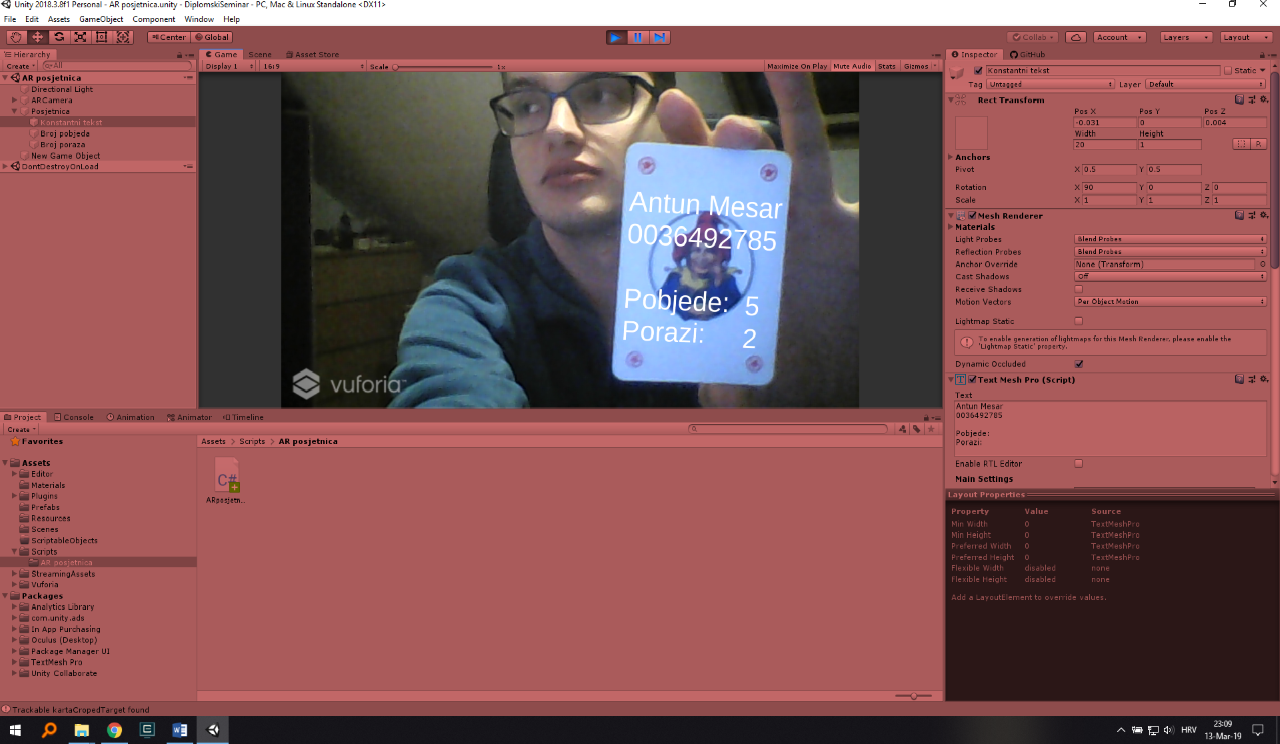 Unity 2018.3.8f1 Personal - AR posjetnica.unity - DiplomskiSeminar - PC, Mac & Linux Standalone <DX11>
File Edit Assets GameObject Component Window Help
Center Global
Collab Account Layers Layout
Hierarchy
Create All
AR posjetnica
Directional Light
ARCamera
Posjetnica
Konstantni tekst
Broj pobjeda
Broj poraza
New Game Object
DontDestroyOnLoad
Game Scene Asset Store
Display 1 16:9 Scale 1x Maximize On Play Mute Audio Stats Gizmos
Antun Mesar
0036492785
Pobjede: 5
Porazi: 2
vuforia
Inspector GitHub
Konstantni tekst Static
Tag Untagged Layer Default
Rect Transform
Pos X Pos Y Pos Z
-0.031 0 0.004
Width Height
20 1
R
Anchors
Pivot X 0.5 Y 0.5
Rotation X 90 Y 0 Z 0
Scale X 1 Y 1 Z 1
Mesh Renderer
Materials
Light Probes Blend Probes
Reflection Probes Blend Probes
Anchor Override None (Transform)
Cast Shadows Off
Receive Shadows
Motion Vectors Per Object Motion
Lightmap Static
To enable generation of lightmaps for this Mesh Renderer, please enable the
'Lightmap Static' property.
Dynamic Occluded
Text Mesh Pro (Script)
Text
Antun Mesar
0036492785
Pobjede:
Porazi:
Enable RTL Editor
Main Settings
Layout Properties
Property Value Source
Min Width 0 TextMeshPro
Min Height 0 TextMeshPro
Preferred Width 0 TextMeshPro
Preferred Height 0 TextMeshPro
Flexible Width disabled none
Flexible Height disabled none
Add a LayoutElement to override values.
Project Console Animation Animator Timeline
Create
Favorites
Assets
Editor
Materials
Plugins
Prefabs
Resources
Scenes
ScriptableObjects
Scripts
AR posjetnica
StreamingAssets
Vuforia
Packages
Analytics Library
com.unity.ads
In App Purchasing
Oculus (Desktop)
Package Manager UI
TextMesh Pro
Unity Collaborate
Assets > Scripts > AR posjetnica
C#
ARposjetn...
Trackable kartaCropedTarget found
HRV
23:09
13-Mar-19